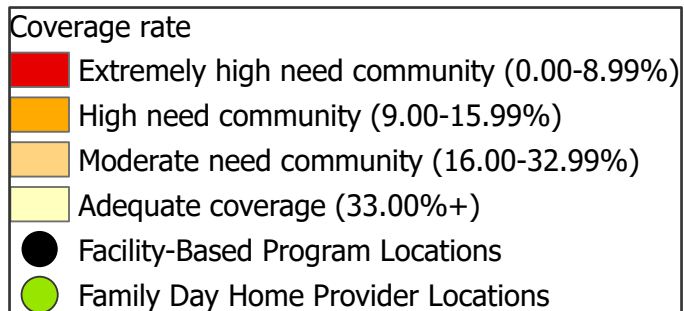 Coverage rate
Extremely high need community (0.00-8.99%)
High need community (9.00-15.99%)
Moderate need community (16.00-32.99%)
Adequate coverage (33.00%+)
Facility-Based Program Locations
Family Day Home Provider Locations